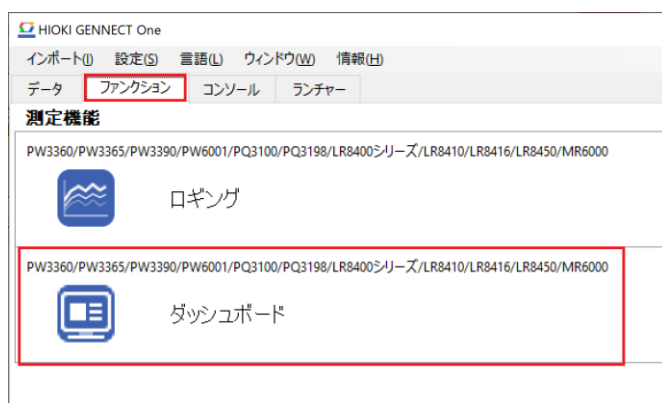 HIOKI GENNECT One
インポート(I) 設定(S) 言語(L) ウィンドウ(W) 情報(H)
データ ファンクション コンソール ランチャー
測定機能
PW3360/PW3365/PW3390/PW6001/PQ3100/PQ3198/LR8400シリーズ/LR8410/LR8416/LR8450/MR6000
ロギング
PW3360/PW3365/PW3390/PW6001/PQ3100/PQ3198/LR8400シリーズ/LR8410/LR8416/LR8450/MR6000
ダッシュボード